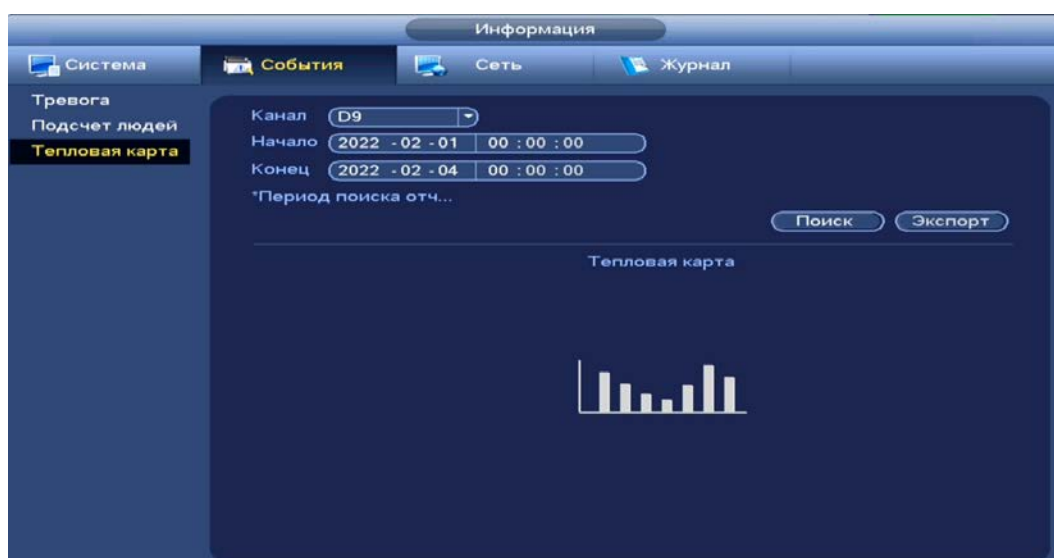 Информация
Система События Сеть Журнал
Тревога
Подсчет людей
Тепловая карта
Канал D9
Начало 2022 - 02 - 01 00 : 00 : 00
Конец 2022 - 02 - 04 00 : 00 : 00
*Период поиска отч...
Поиск Экспорт
Тепловая карта